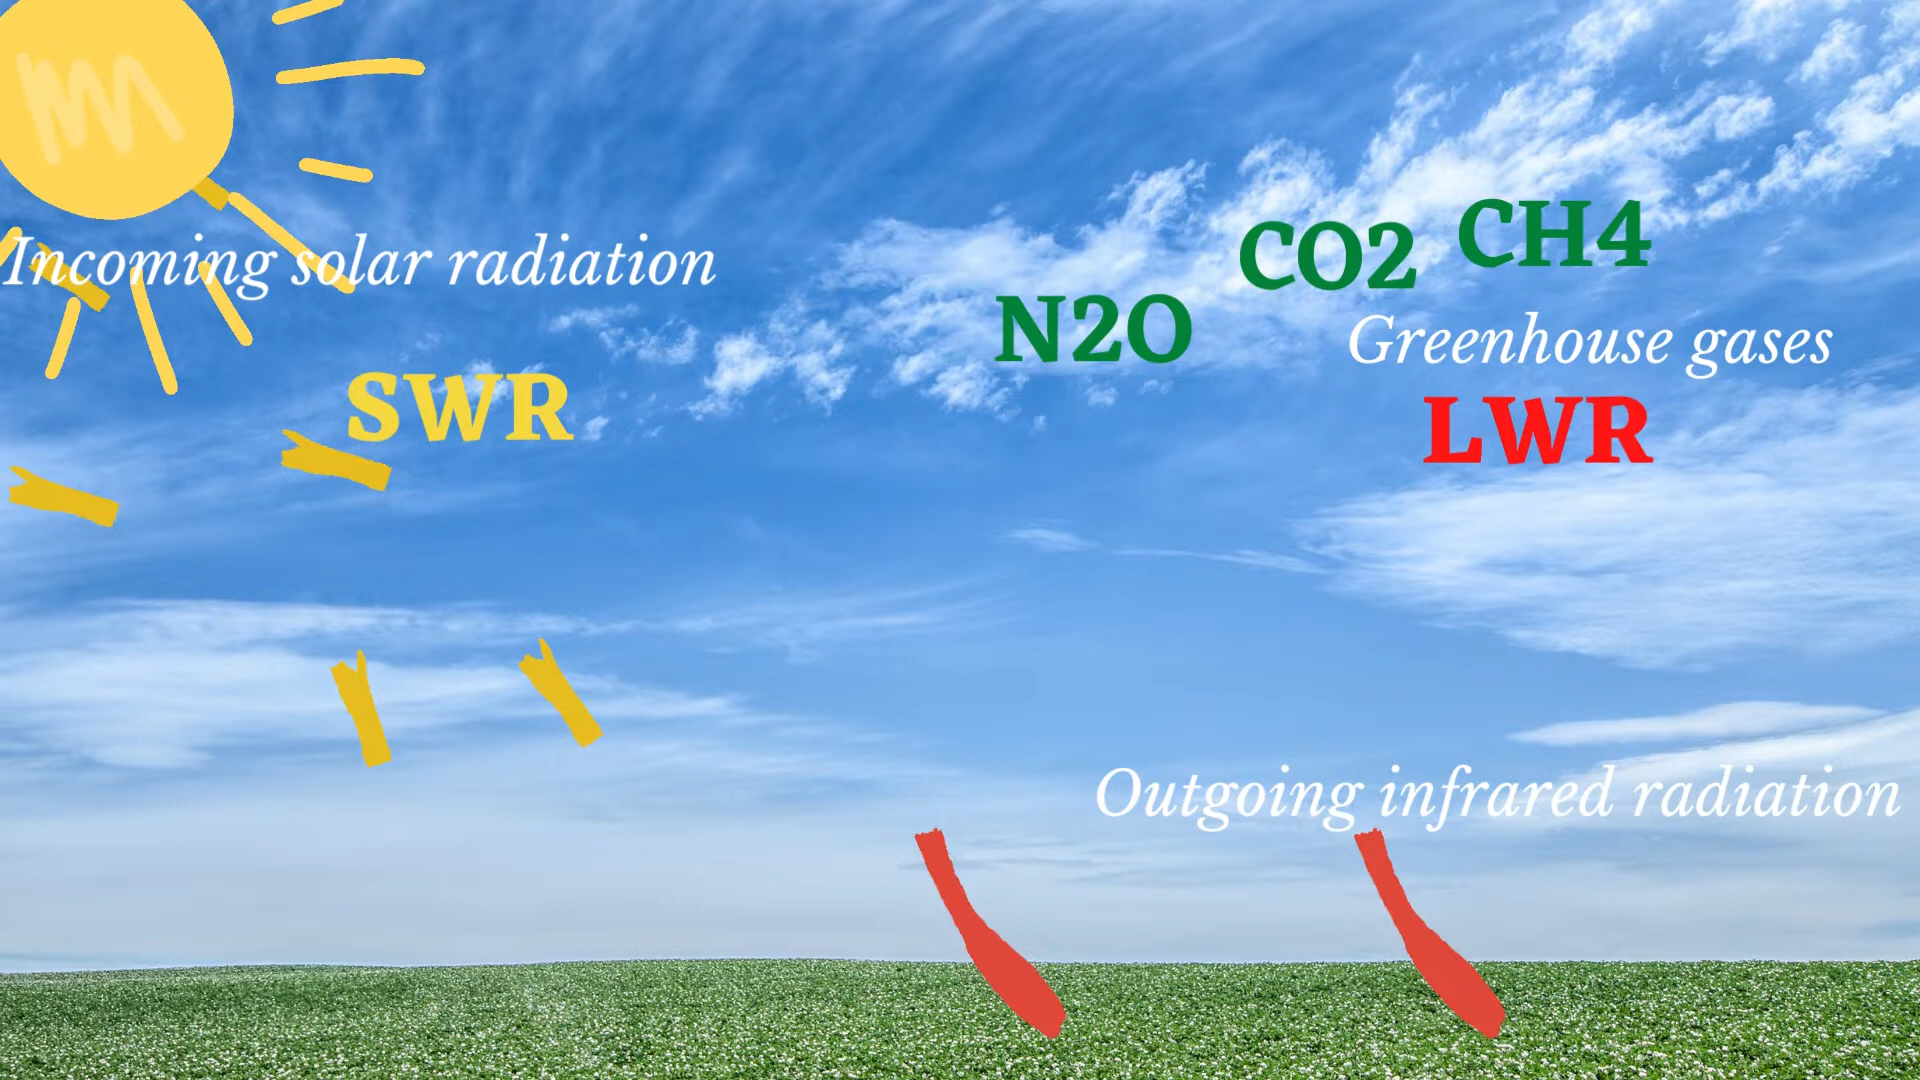 Incoming solar radiation
SWR
N2O
CO2
CH4
Greenhouse gases
LWR
Outgoing infrared radiation